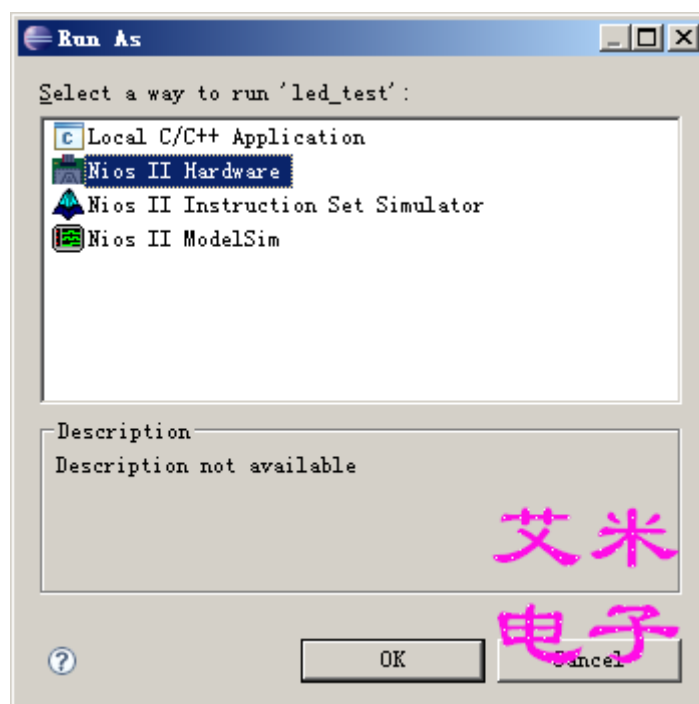 Run As
Select a way to run 'led_test':
Local C/C++ Application
Nios II Hardware
Nios II Instruction Set Simulator
Nios II ModelSim
Description
Description not available
艾米
电子
OK
Cancel